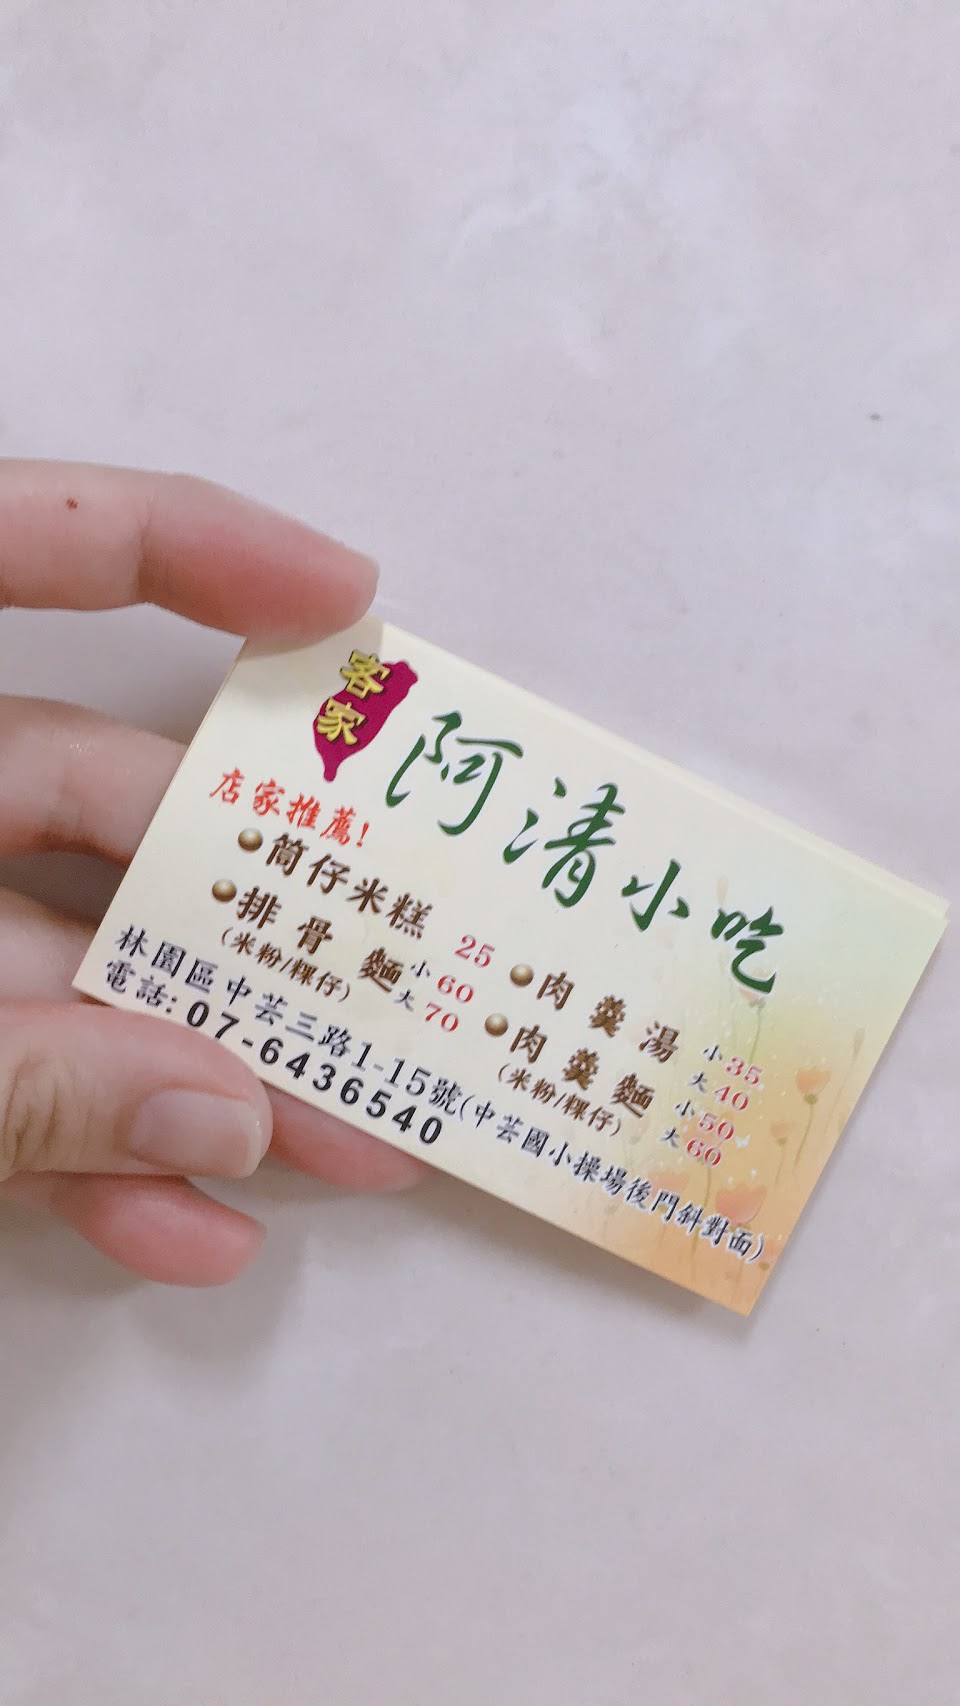 客家
阿清小吃
店家推薦!
筒仔米糕 25
排骨麵 小60
(米粉/粿仔) 大70
肉羹湯 小35
大40
肉羹麵 小50
(米粉/粿仔) 大60
林園區中芸三路1-15號(中芸國小操場後門斜對面)
電話:07-6436540